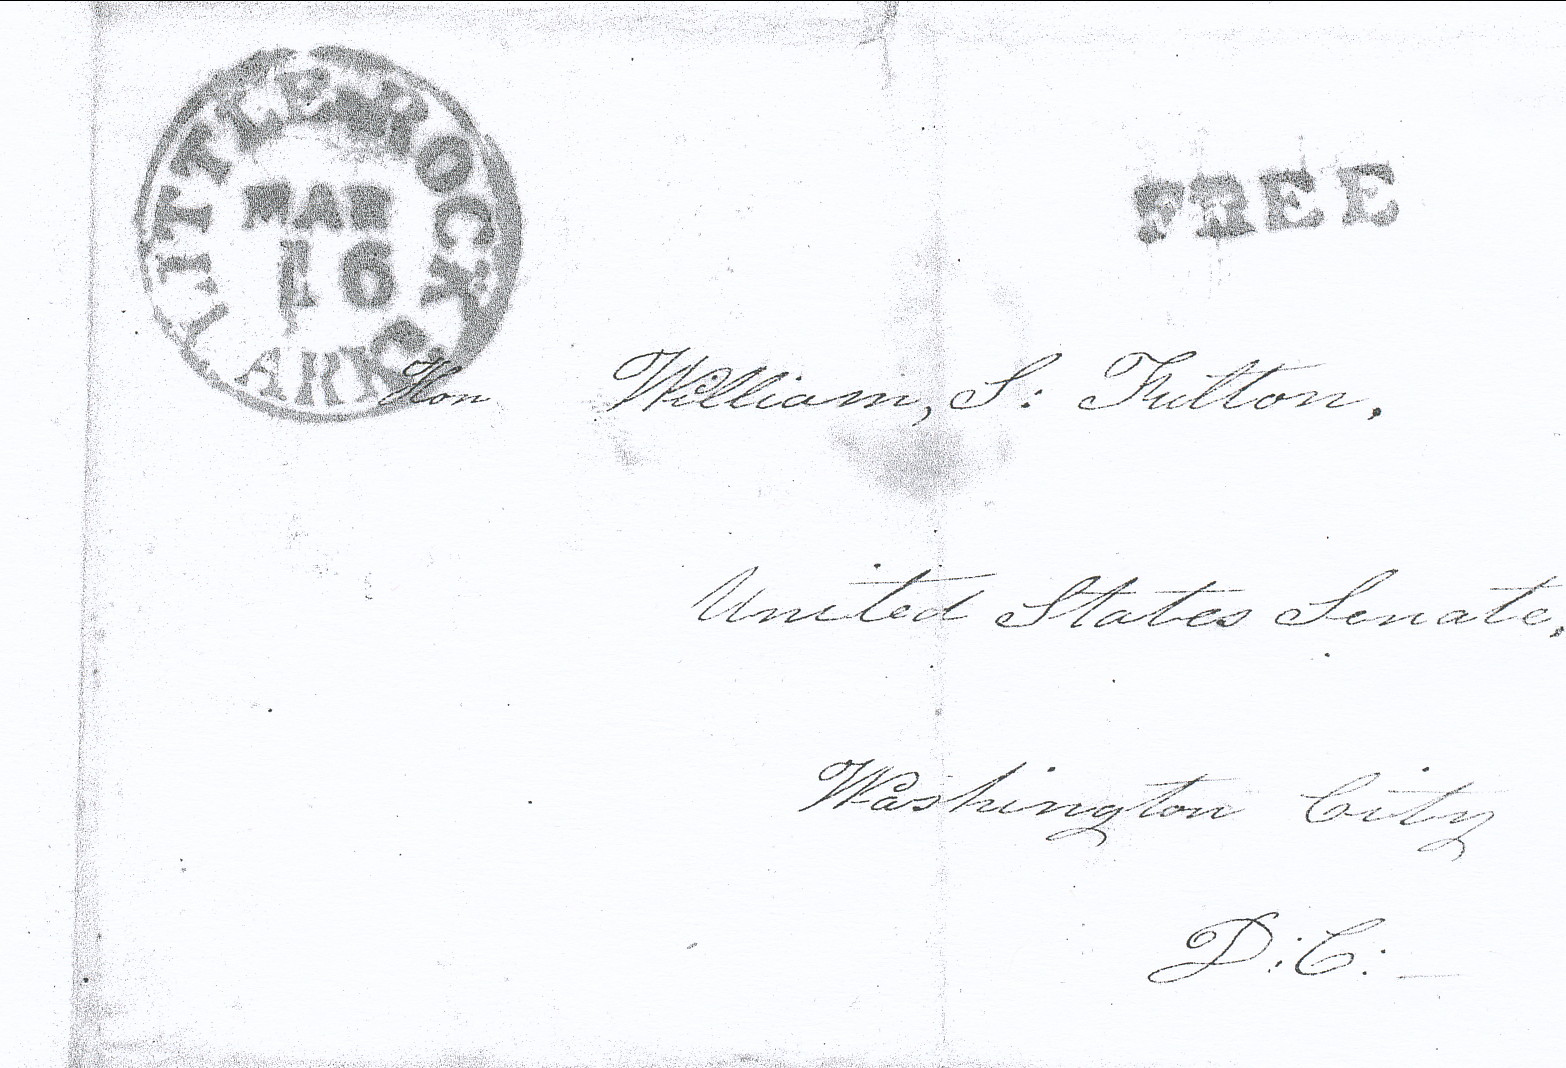 LITTLE ROCK
MAR
16
ARK.
FREE
Hon William, S: Fulton.
United States Senate,
Washington City
D: C: